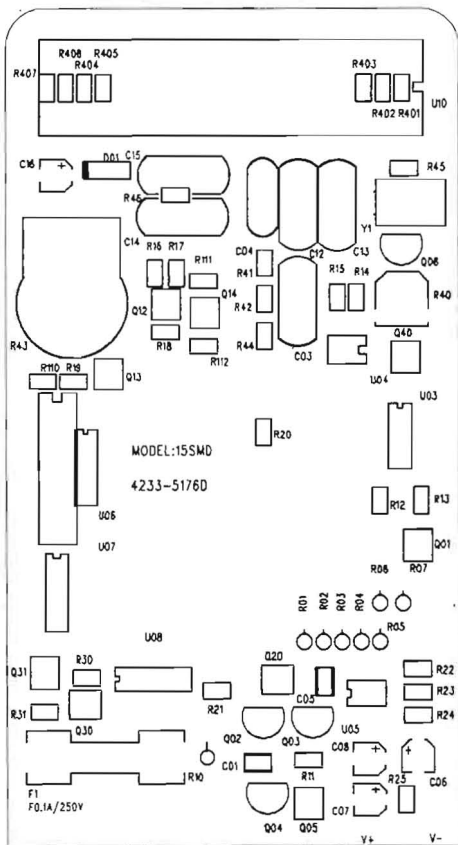 R408 R405
R407 R404
R403
R402 R401
U10
C16
D01
C15
R46
C14
R45
Y1
C04
C12
C13
Q06
R16 R17
R111
R41
R15 R14
R40
Q12
Q14
R42
Q40
R43
R18
R112
R44
C03
U04
R110 R19
Q13
U03
R20
MODEL:15SMD
4233-5176D
U06
U07
R12
R13
Q01
R06
R07
R01
R02
R03
R04
R05
U08
Q31
R30
Q20
C05
R22
R21
R23
R31
Q30
Q02
Q03
U05
R24
C08
R10
C01
R11
R25
C06
F1
F0.1A/250V
Q04
Q05
C07
V+
V-